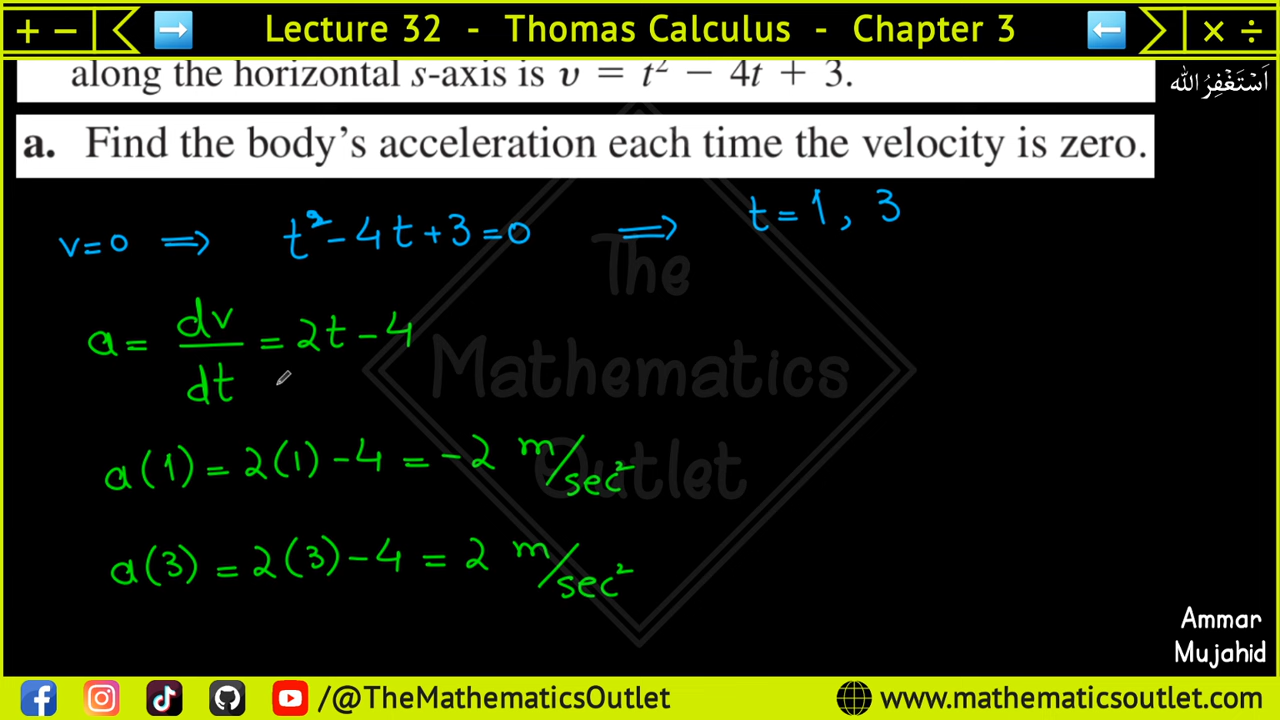 + − Lecture 32 - Thomas Calculus - Chapter 3 × ÷
along the horizontal s-axis is v = t² − 4t + 3.
أَسْتَغْفِرُ اللّٰه
a. Find the body's acceleration each time the velocity is zero.
v=0 ⟹ t²-4t+3=0 ⟹ t=1, 3
a = dv/dt = 2t-4
a(1) = 2(1)-4 = -2 m/sec²
a(3) = 2(3)-4 = 2 m/sec²
The
Mathematics
Outlet
Ammar
Mujahid
/@TheMathematicsOutlet www.mathematicsoutlet.com